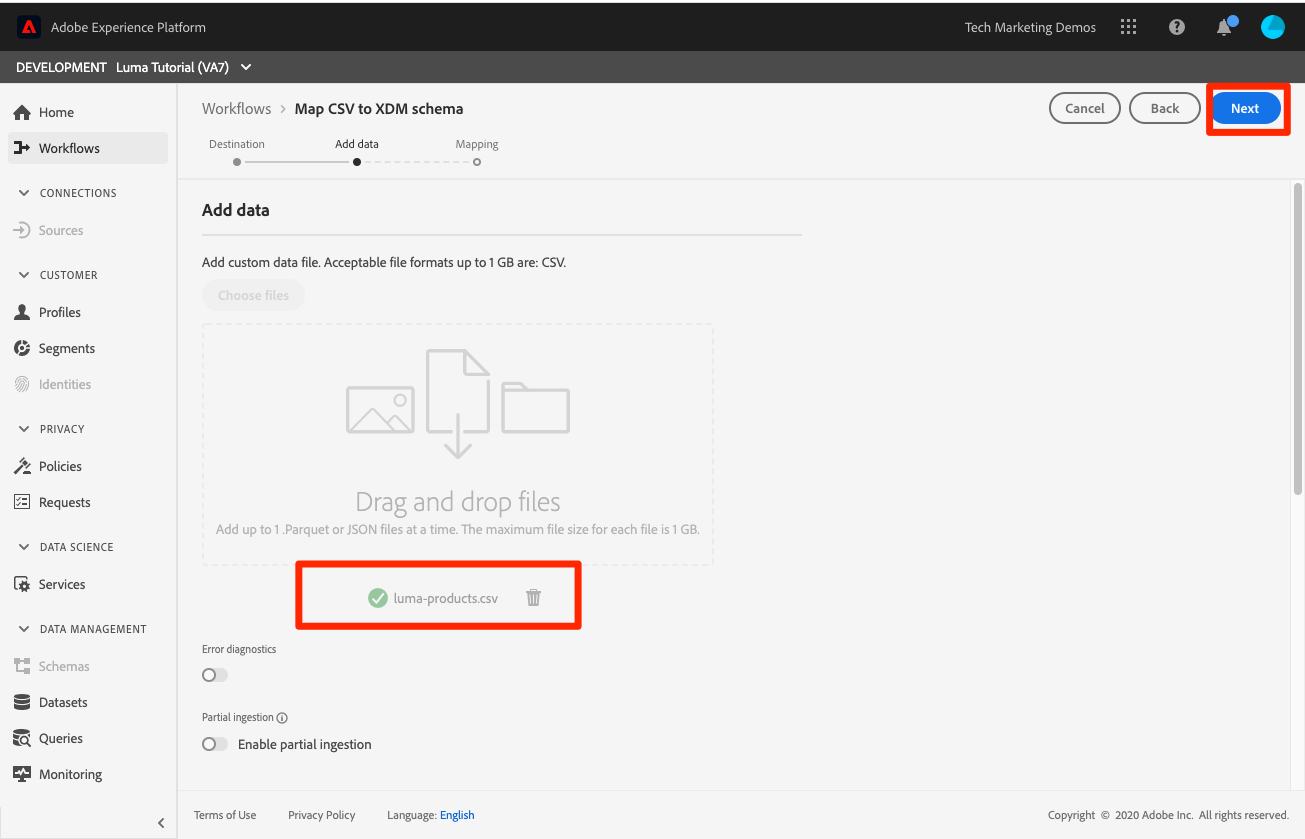 Adobe Experience Platform
Tech Marketing Demos
DEVELOPMENT Luma Tutorial (VA7)
Home
Workflows
CONNECTIONS
Sources
CUSTOMER
Profiles
Segments
Identities
PRIVACY
Policies
Requests
DATA SCIENCE
Services
DATA MANAGEMENT
Schemas
Datasets
Queries
Monitoring
Workflows > Map CSV to XDM schema
Cancel
Back
Next
Destination
Add data
Mapping
Add data
Add custom data file. Acceptable file formats up to 1 GB are: CSV.
Choose files
Drag and drop files
Add up to 1 .Parquet or JSON files at a time. The maximum file size for each file is 1 GB.
luma-products.csv
Error diagnostics
Partial ingestion
Enable partial ingestion
Terms of Use
Privacy Policy
Language: English
Copyright © 2020 Adobe Inc. All rights reserved.